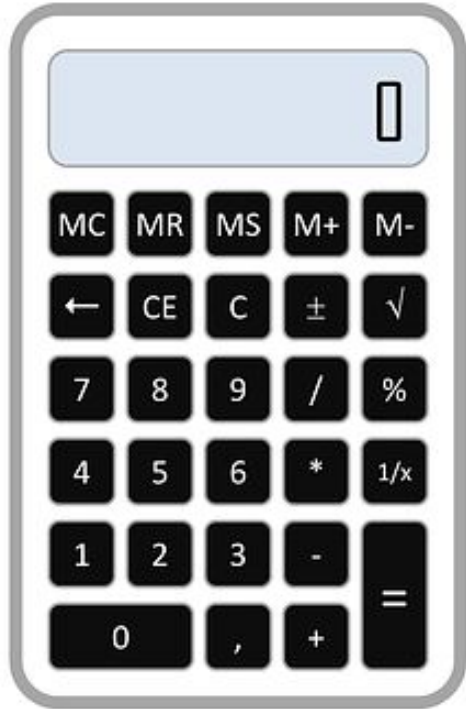 0
MC MR MS M+ M-
← CE C ± √
7 8 9 / %
4 5 6 * 1/x
1 2 3 - =
0 , +